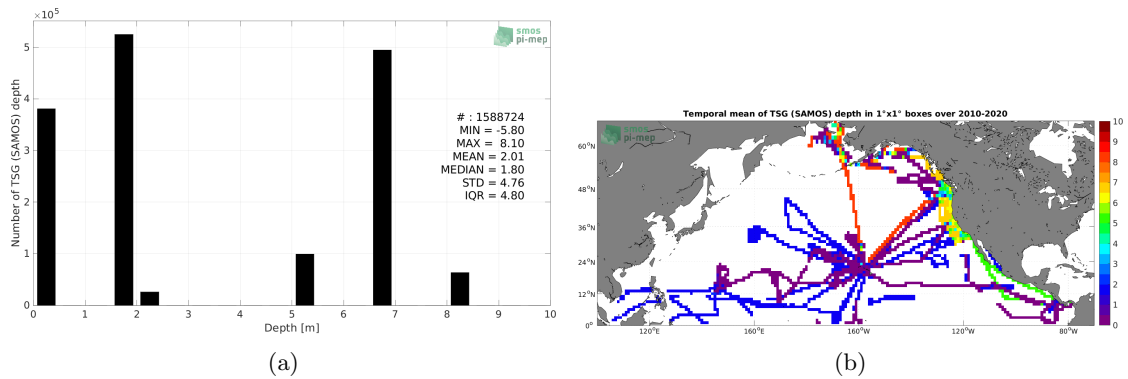 ×10⁵
smos
pi-mep
5
4
3
2
1
0
Number of TSG (SAMOS) depth
# : 1588724
MIN = -5.80
MAX = 8.10
MEAN = 2.01
MEDIAN = 1.80
STD = 4.76
IQR = 4.80
0 1 2 3 4 5 6 7 8 9 10
Depth [m]
(a)
Temporal mean of TSG (SAMOS) depth in 1°x1° boxes over 2010-2020
smos
pi-mep
60°N
48°N
36°N
24°N
12°N
0°
120°E 160°E 160°W 120°W 80°W
10
9
8
7
6
5
4
3
2
1
0
(b)